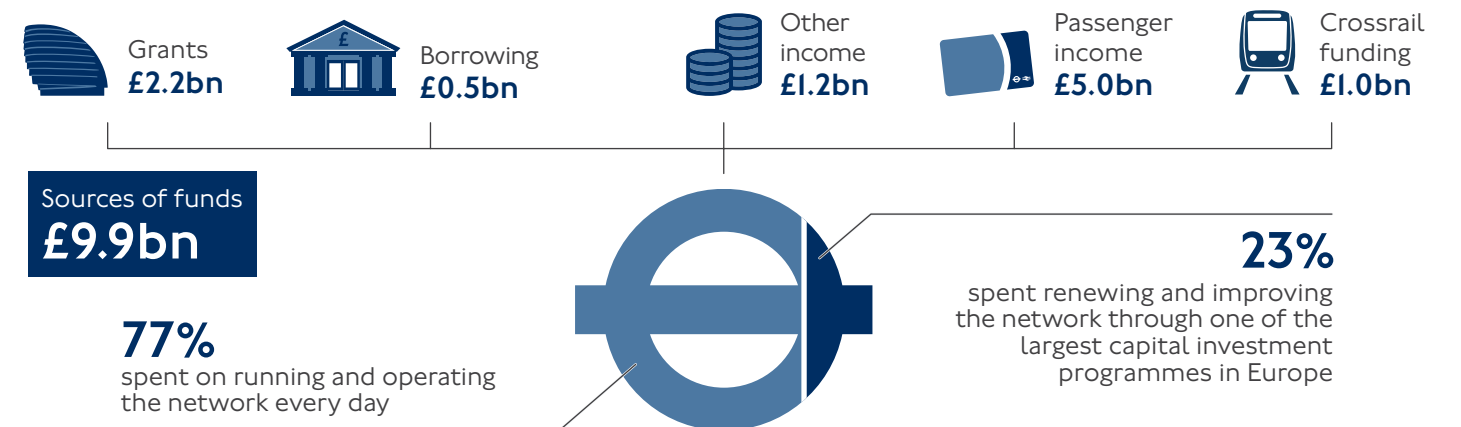 Grants
£2.2bn
Borrowing
£0.5bn
Other
income
£1.2bn
Passenger
income
£5.0bn
Crossrail
funding
£1.0bn
£
Sources of funds
£9.9bn
23%
spent renewing and improving
the network through one of the
largest capital investment
programmes in Europe
77%
spent on running and operating
the network every day